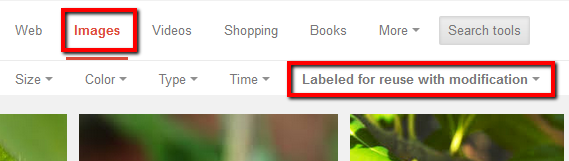 Web Images Videos Shopping Books More Search tools
Size Color Type Time Labeled for reuse with modification